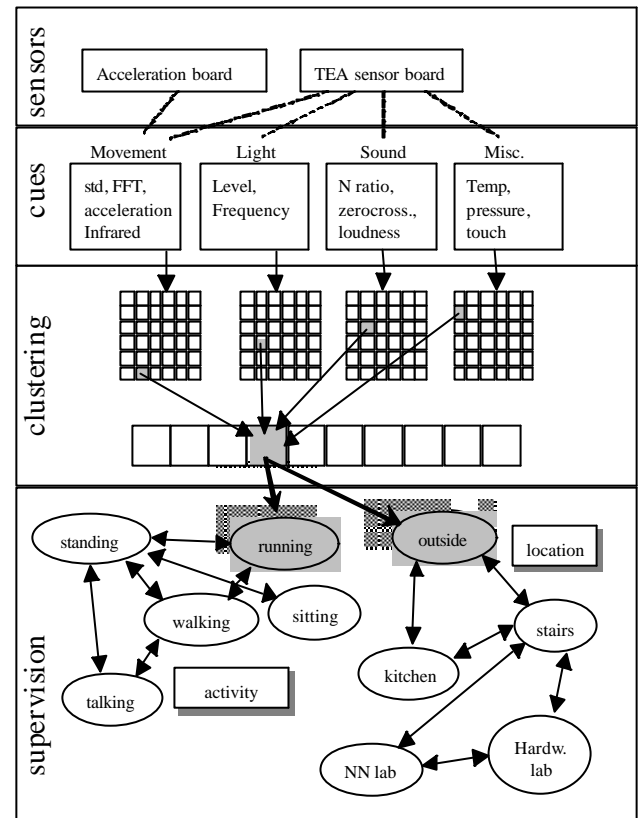 sensors
Acceleration board
TEA sensor board
cues
Movement
Light
Sound
Misc.
std, FFT,
acceleration
Infrared
Level,
Frequency
N ratio,
zerocross.,
loudness
Temp,
pressure,
touch
clustering
supervision
standing
running
outside
location
walking
sitting
stairs
kitchen
talking
activity
NN lab
Hardw.
lab